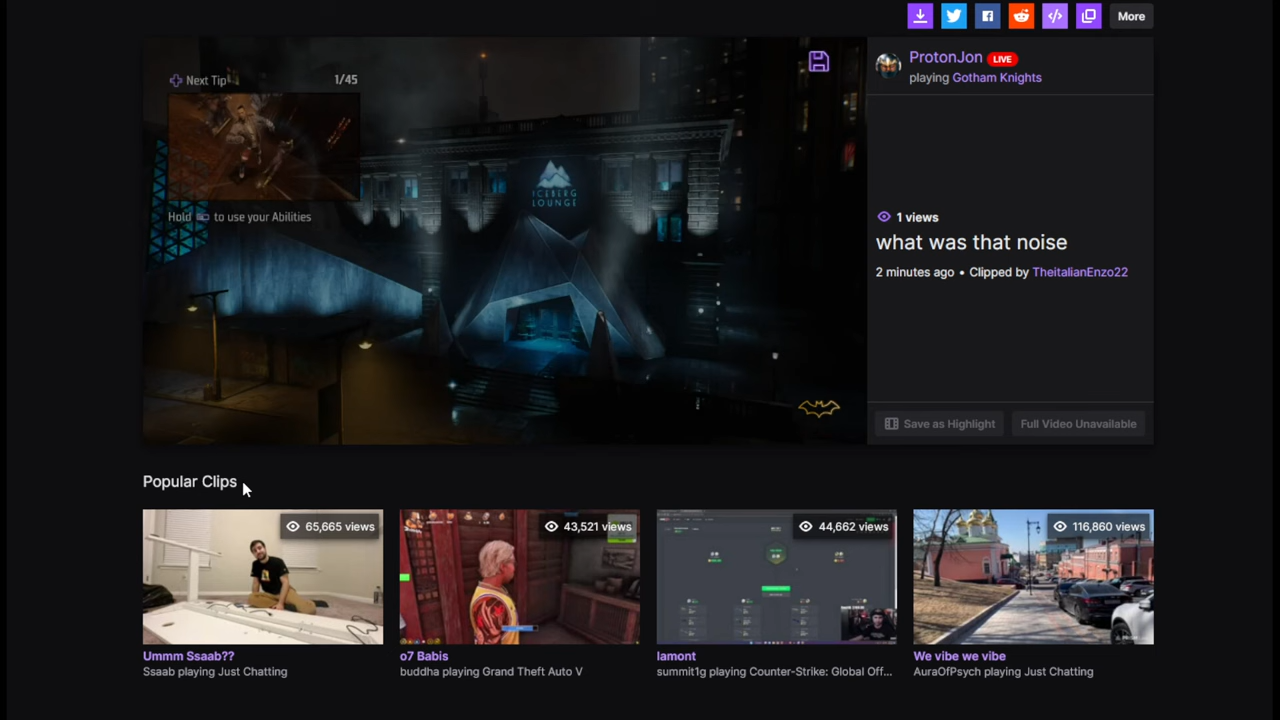 More
Next Tip
1/45
ICEBERG
LOUNGE
Hold to use your Abilities
ProtonJon LIVE
playing Gotham Knights
1 views
what was that noise
2 minutes ago • Clipped by TheitalianEnzo22
Save as Highlight
Full Video Unavailable
Popular Clips
65,665 views
43,521 views
44,662 views
116,860 views
Ummm Ssaab??
o7 Babis
lamont
We vibe we vibe
Ssaab playing Just Chatting
buddha playing Grand Theft Auto V
summit1g playing Counter-Strike: Global Off...
AuraOfPsych playing Just Chatting